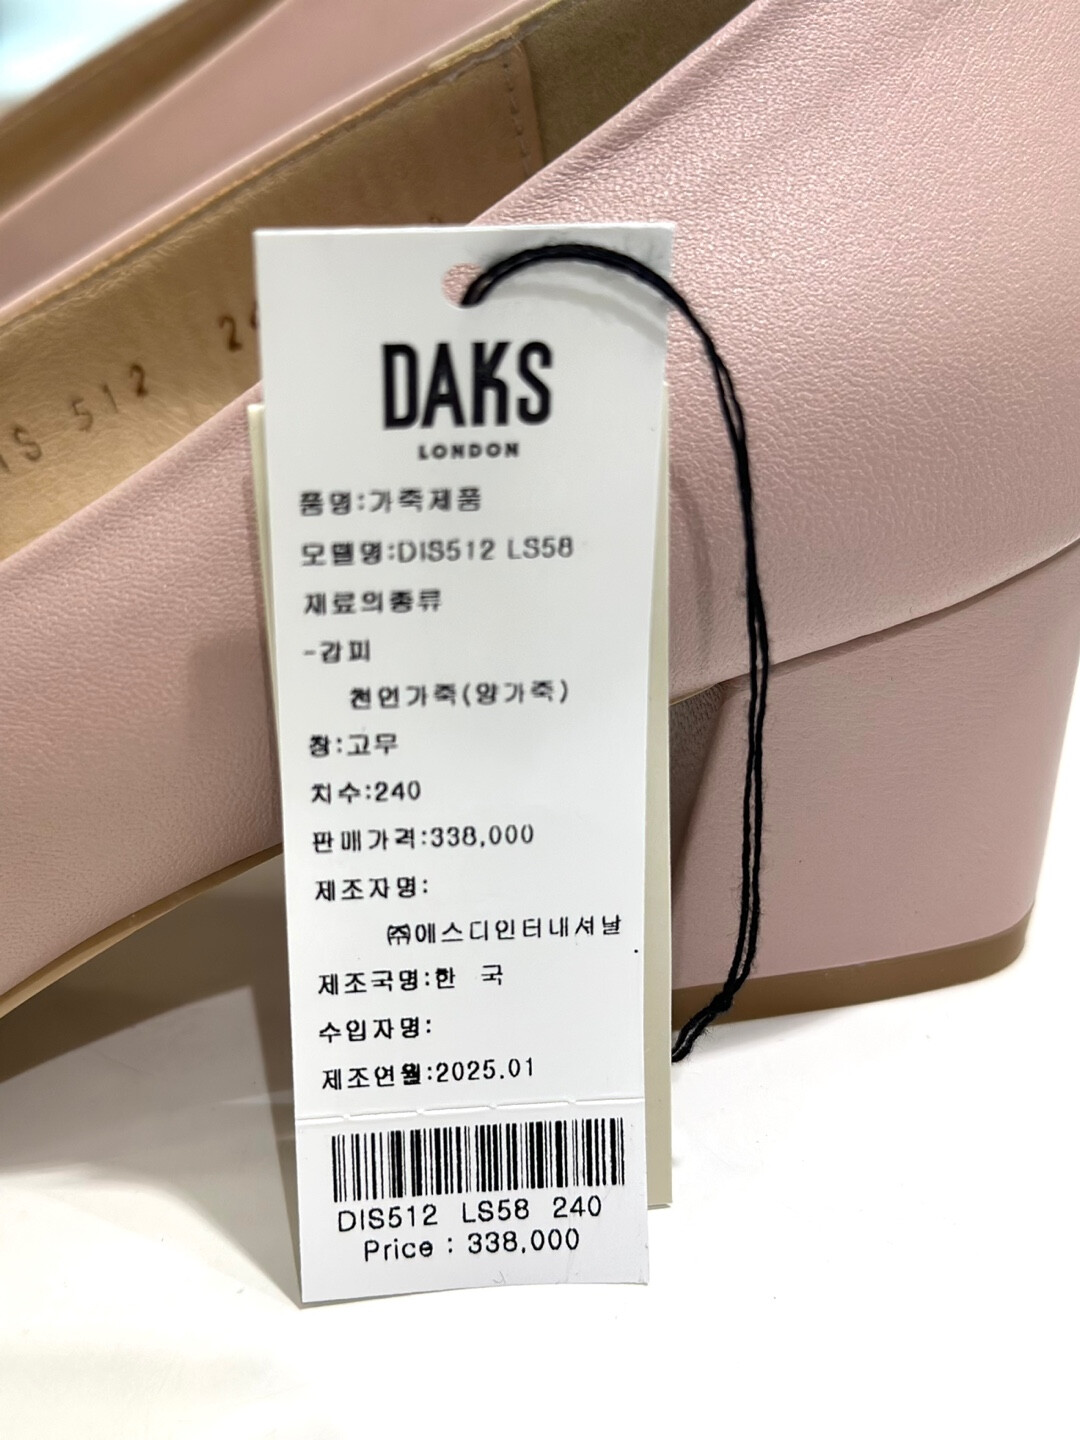 DAKS
LONDON
품명:가죽제품
모델명:DIS512 LS58
재료의종류
-갑피
천연가죽(양가죽)
창:고무
치수:240
판매가격:338,000
제조자명:
㈜에스디인터내셔날
제조국명:한 국
수입자명:
제조연월:2025.01
DIS512 LS58 240
Price : 338,000
512